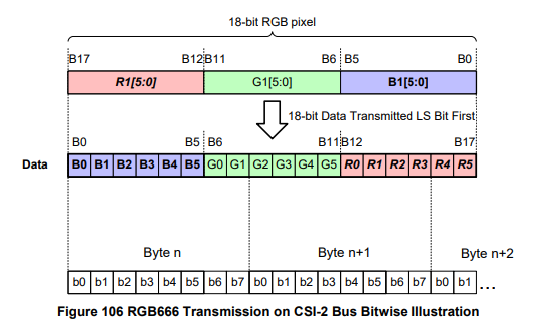 18-bit RGB pixel
B17 B12 B11 B6 B5 B0
R1[5:0] G1[5:0] B1[5:0]
18-bit Data Transmitted LS Bit First
B0 B5 B6 B11 B12 B17
Data B0 B1 B2 B3 B4 B5 G0 G1 G2 G3 G4 G5 R0 R1 R2 R3 R4 R5
Byte n Byte n+1 Byte n+2
b0 b1 b2 b3 b4 b5 b6 b7 b0 b1 b2 b3 b4 b5 b6 b7 b0 b1 ...
Figure 106 RGB666 Transmission on CSI-2 Bus Bitwise Illustration